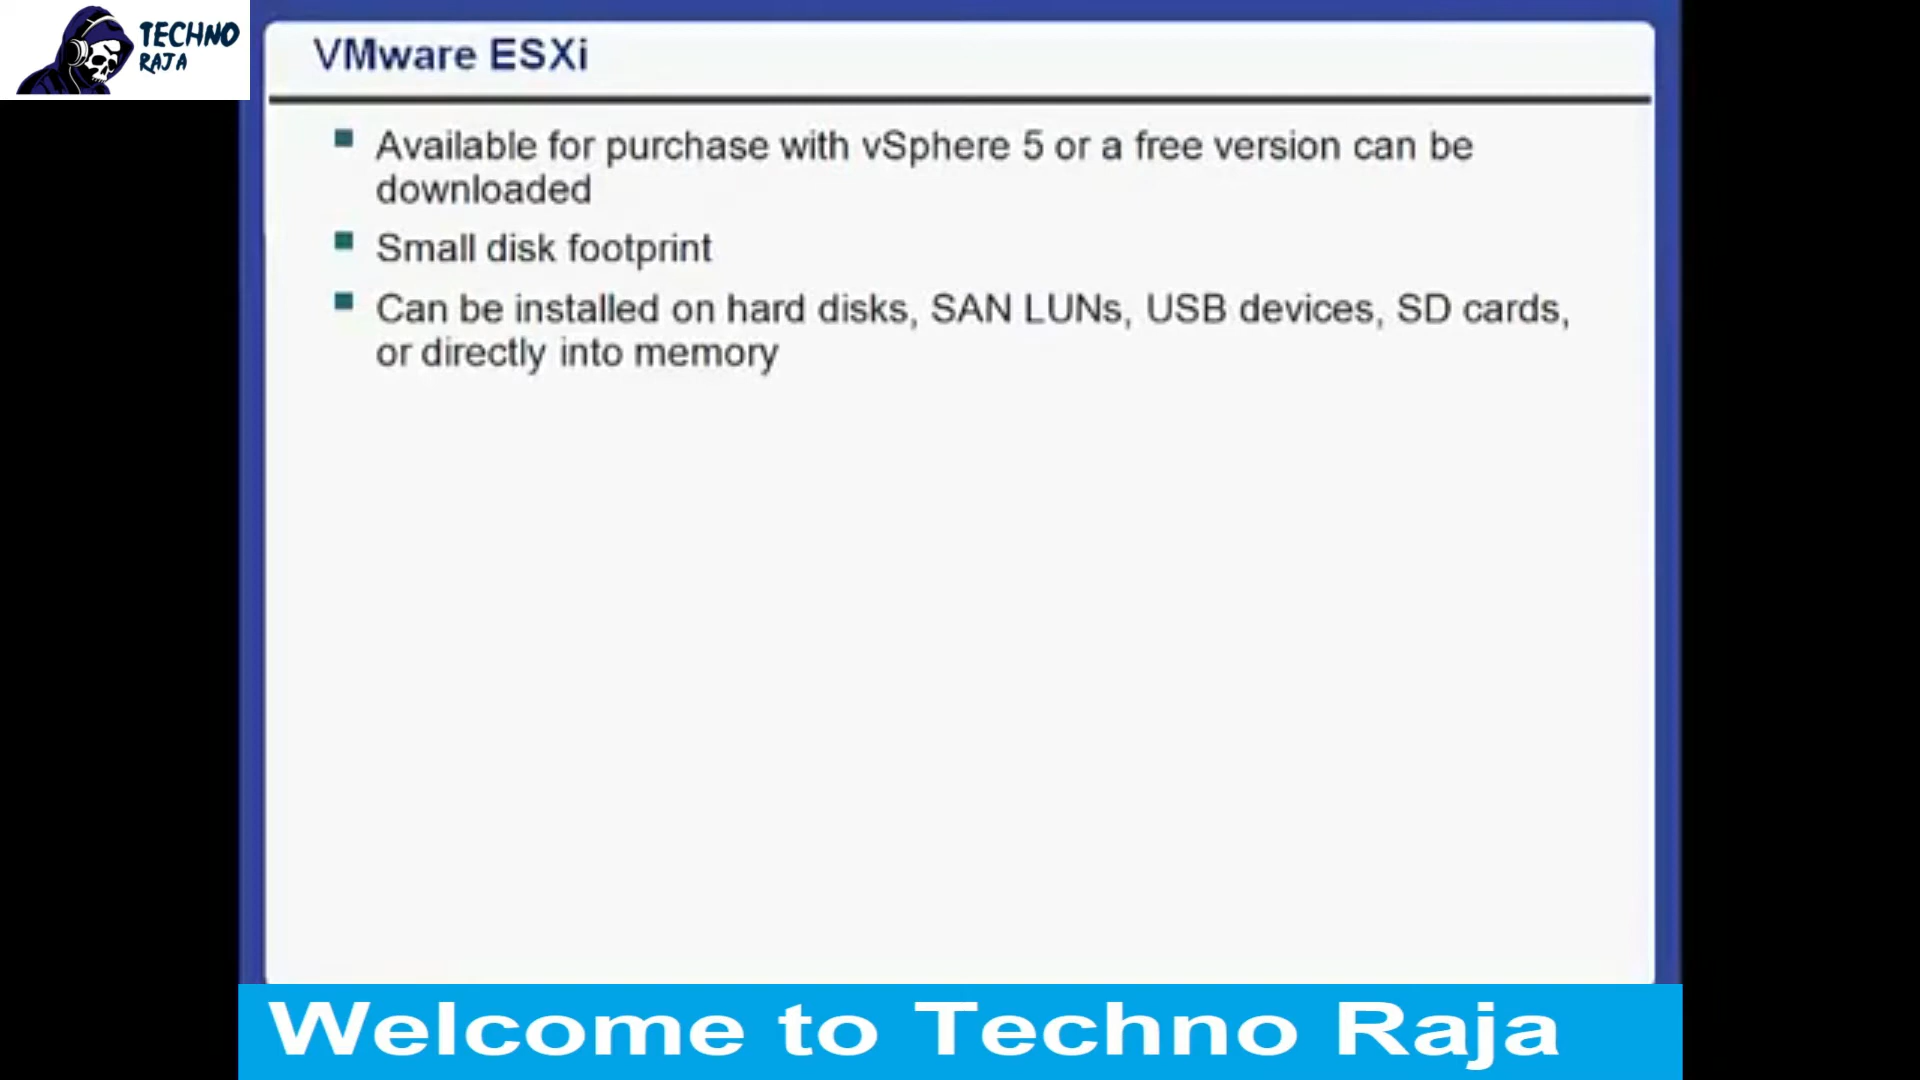 TECHNO
RAJA
VMware ESXi
Available for purchase with vSphere 5 or a free version can be
downloaded
Small disk footprint
Can be installed on hard disks, SAN LUNs, USB devices, SD cards,
or directly into memory
Welcome to Techno Raja